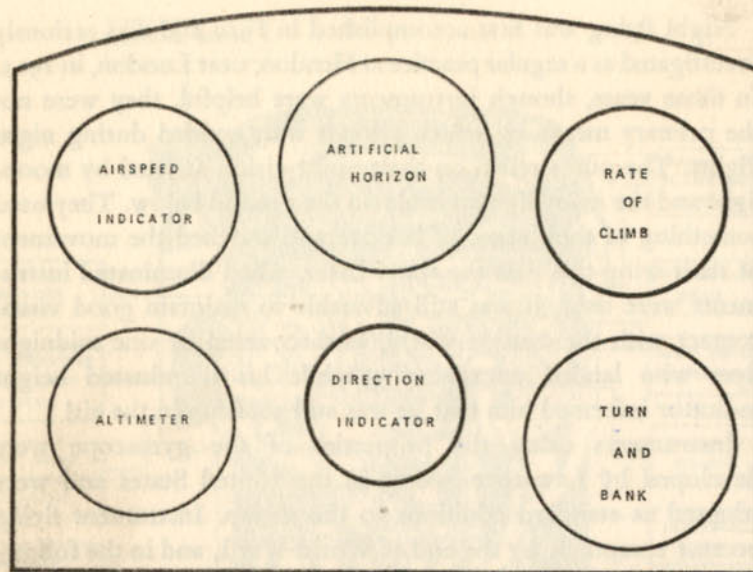 AIRSPEED
INDICATOR
ARTIFICIAL
HORIZON
RATE
OF
CLIMB
ALTIMETER
DIRECTION
INDICATOR
TURN
AND
BANK